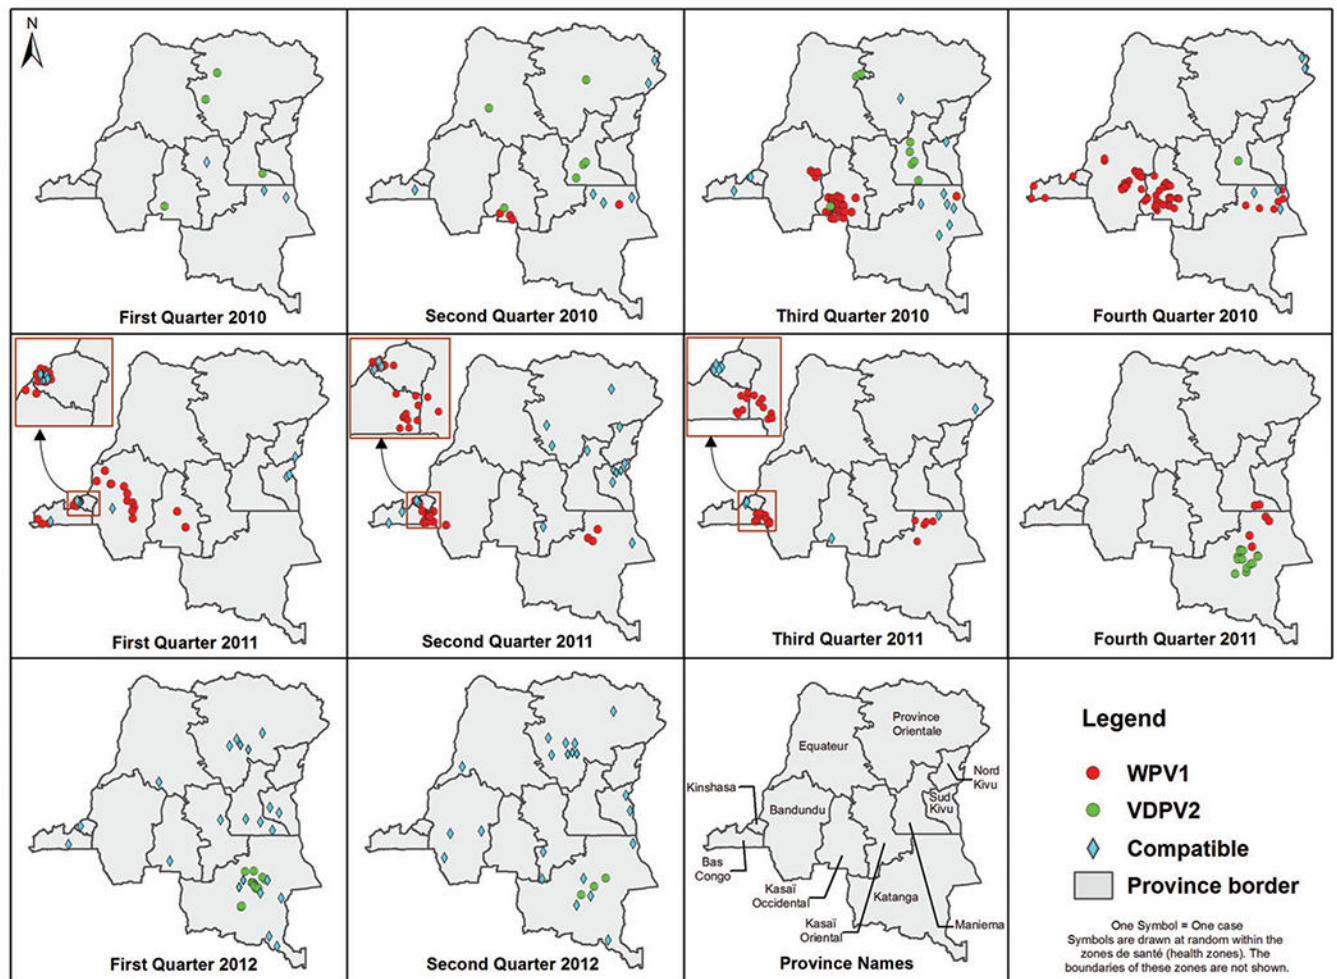 N
First Quarter 2010
Second Quarter 2010
Third Quarter 2010
Fourth Quarter 2010
First Quarter 2011
Second Quarter 2011
Third Quarter 2011
Fourth Quarter 2011
First Quarter 2012
Second Quarter 2012
Province
Orientale
Equateur
Nord
Kivu
Kinshasa
Sud
Kivu
Bandundu
Bas
Congo
Kasaï
Occidental
Katanga
Kasaï
Oriental
Maniema
Province Names
Legend
WPV1
VDPV2
Compatible
Province border
One Symbol = One case
Symbols are drawn at random within the
zones de santé (health zones). The
boundaries of these zones are not shown.